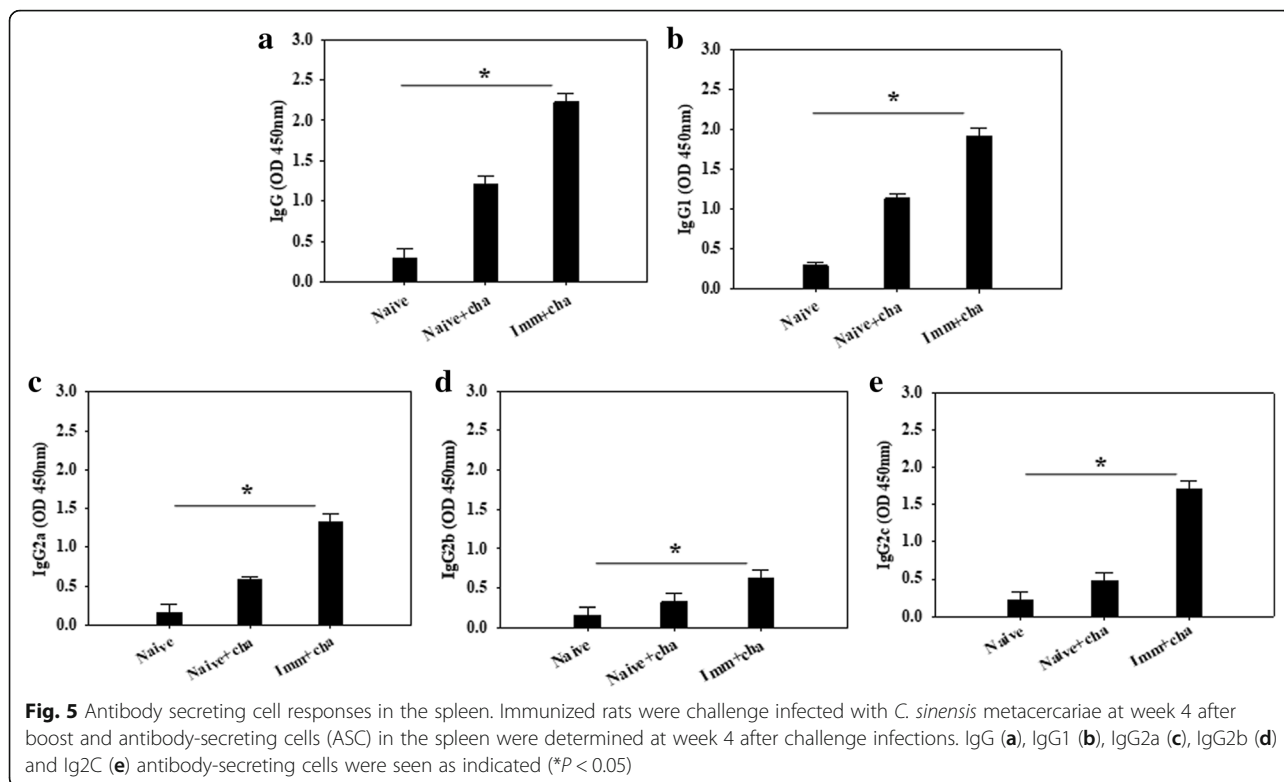 a
3.0
2.5
2.0
1.5
1.0
0.5
0.0
IgG (OD 450nm)
*
Naive
Naive+cha
Imm+cha
b
3.0
2.5
2.0
1.5
1.0
0.5
0.0
IgG1 (OD 450nm)
*
Naive
Naive+cha
Imm+cha
c
3.0
2.5
2.0
1.5
1.0
0.5
0.0
IgG2a (OD 450nm)
*
Naive
Naive+cha
Imm+cha
d
3.0
2.5
2.0
1.5
1.0
0.5
0.0
IgG2b (OD 450nm)
*
Naive
Naive+cha
Imm+cha
e
3.0
2.5
2.0
1.5
1.0
0.5
0.0
IgG2c (OD 450nm)
*
Naive
Naive+cha
Imm+cha
Fig. 5 Antibody secreting cell responses in the spleen. Immunized rats were challenge infected with C. sinensis metacercariae at week 4 after
boost and antibody-secreting cells (ASC) in the spleen were determined at week 4 after challenge infections. IgG (a), IgG1 (b), IgG2a (c), IgG2b (d)
and Ig2C (e) antibody-secreting cells were seen as indicated (*P < 0.05)